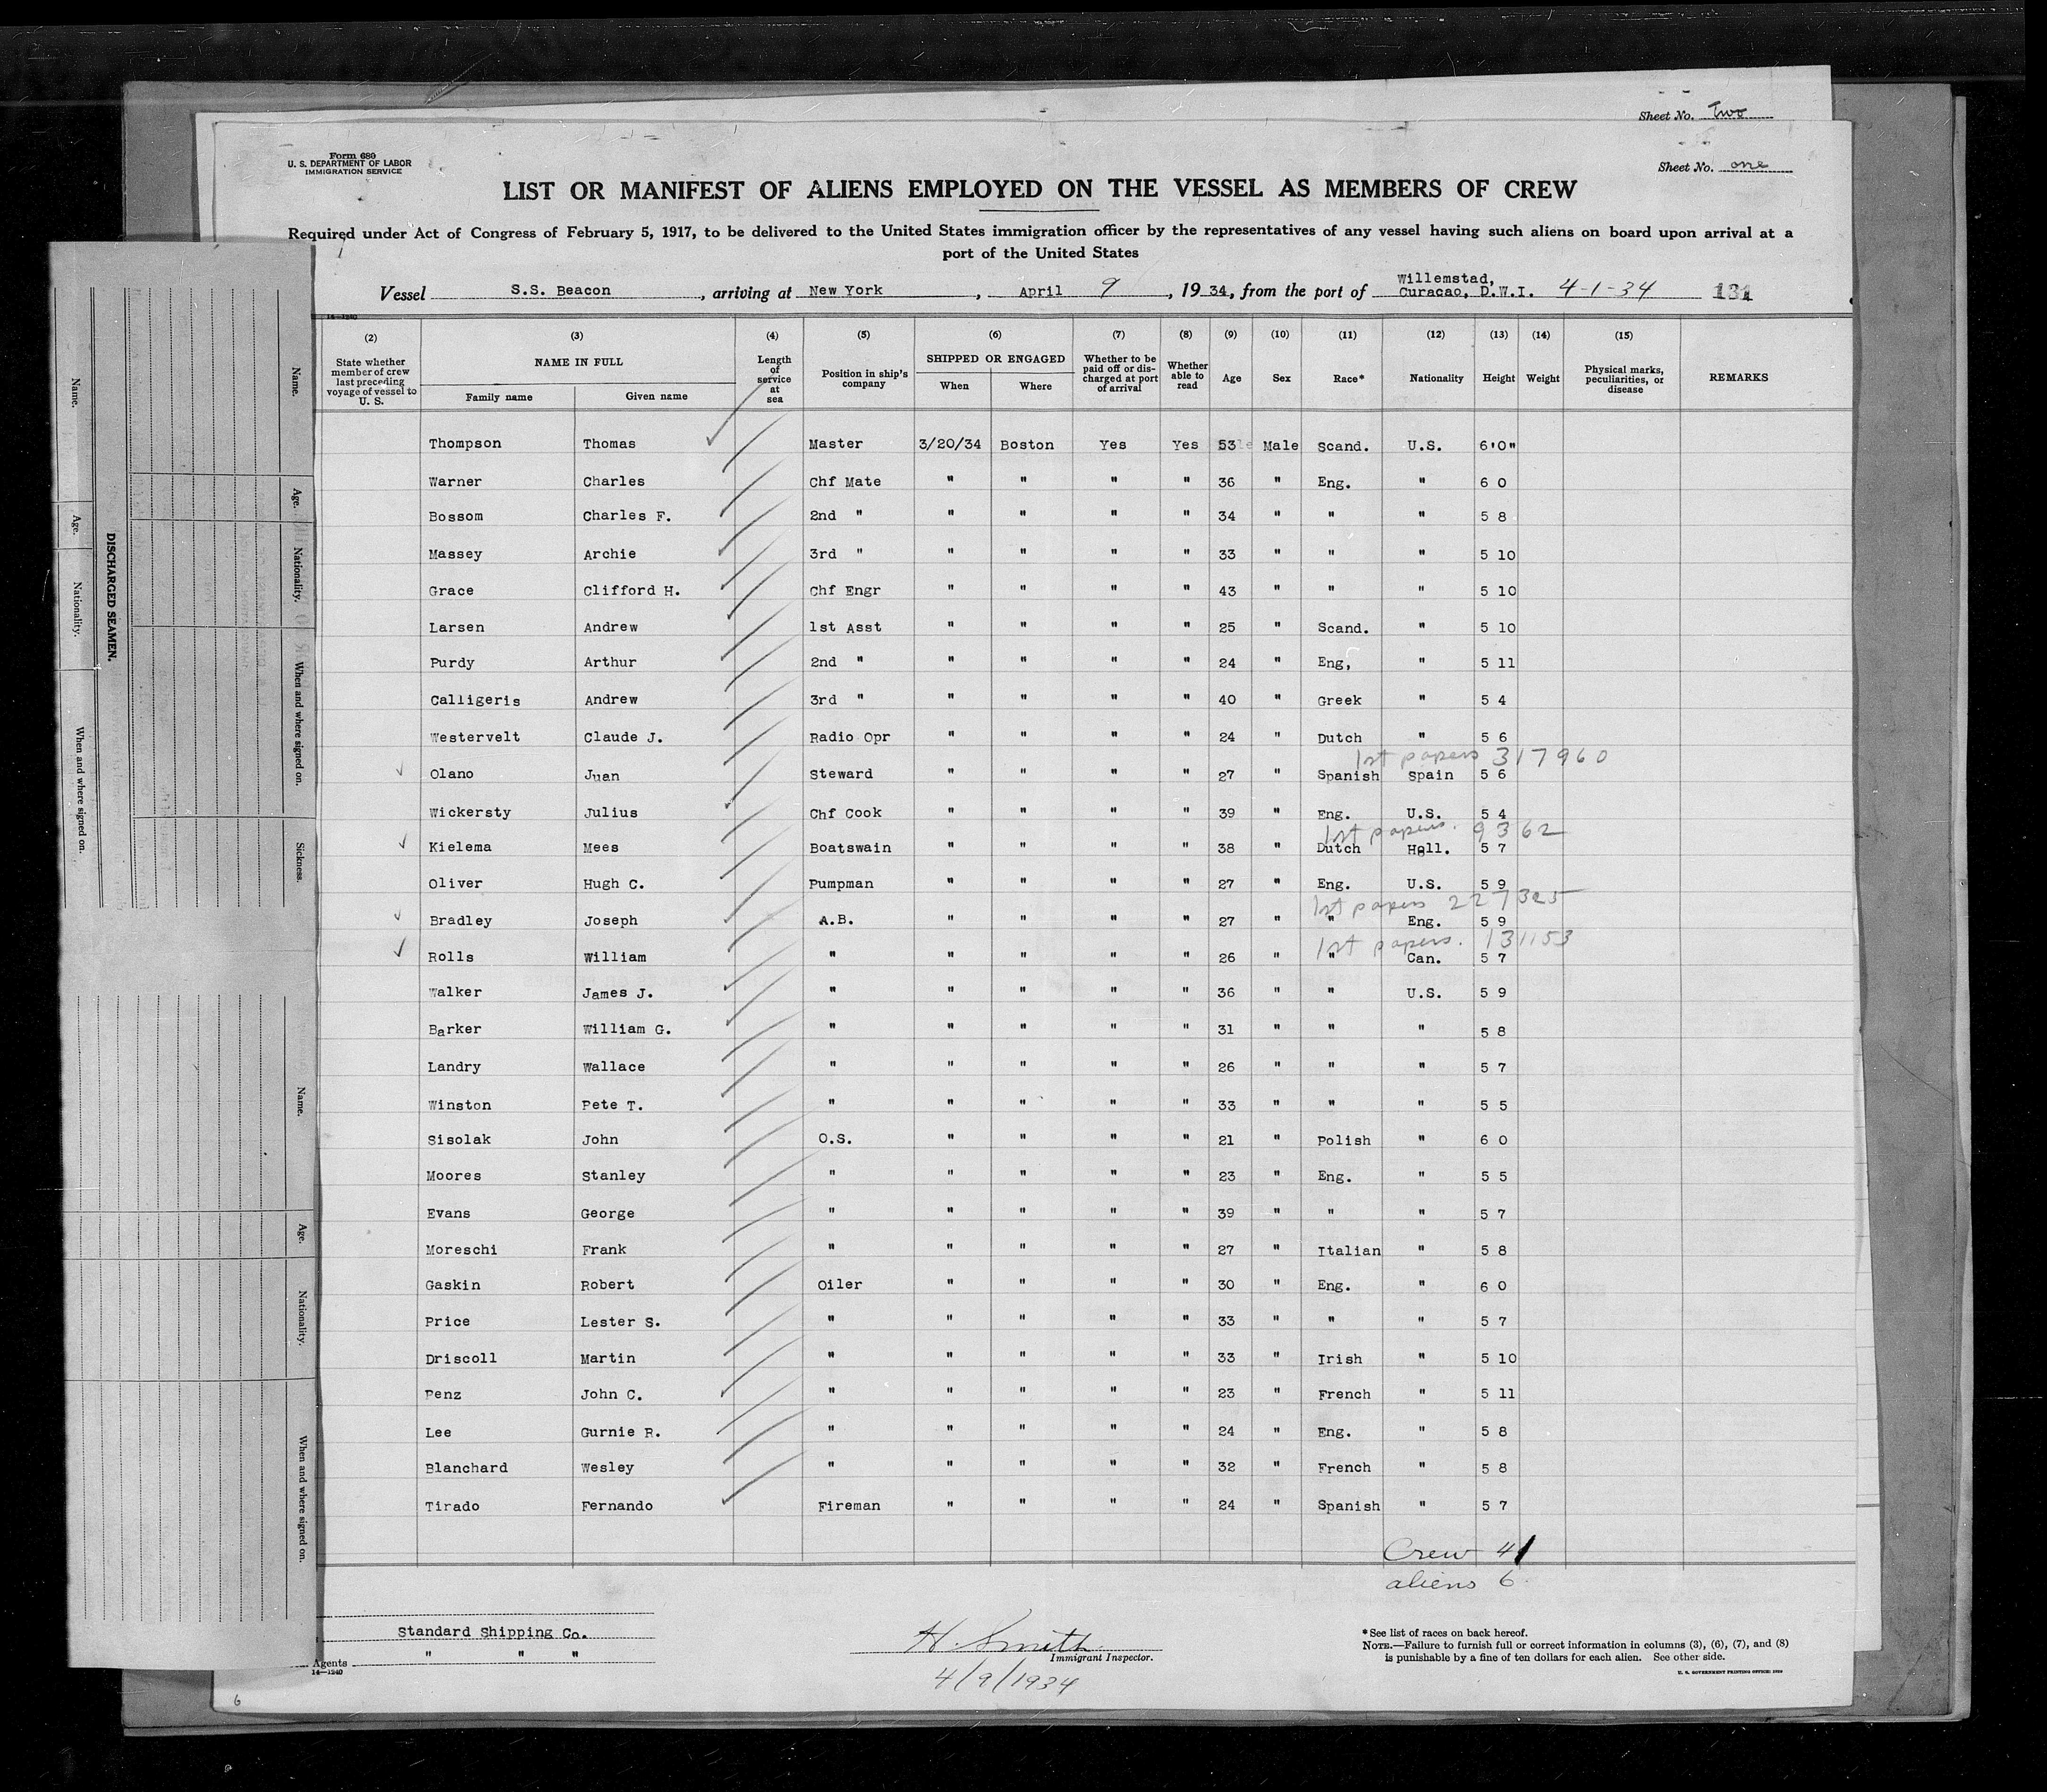 Sheet No. Two
Form 689
U. S. DEPARTMENT OF LABOR
IMMIGRATION SERVICE
Sheet No. one
LIST OR MANIFEST OF ALIENS EMPLOYED ON THE VESSEL AS MEMBERS OF CREW
Required under Act of Congress of February 5, 1917, to be delivered to the United States immigration officer by the representatives of any vessel having such aliens on board upon arrival at a
port of the United States
Vessel S.S. Beacon, arriving at New York, April 9, 1934, from the port of Willemstad, Curacao, D.W.I. 4-1-34 181
14-1240
(2) (3) (4) (5) (6) (7) (8) (9) (10) (11) (12) (13) (14) (15)
State whether member of crew last preceding voyage of vessel to U. S. NAME IN FULL Family name Given name Length of service at sea Position in ship's company SHIPPED OR ENGAGED When Where Whether to be paid off or discharged at port of arrival Whether able to read Age Sex Race* Nationality Height Weight Physical marks, peculiarities, or disease REMARKS
Thompson Thomas Master 3/20/34 Boston Yes Yes 53 Male Scand. U.S. 6'0"
Warner Charles Chf Mate " " " " 36 " Eng. " 6 0
Bossom Charles F. 2nd " " " " " 34 " " " 5 8
Massey Archie 3rd " " " " " 33 " " " 5 10
Grace Clifford H. Chf Engr " " " " 43 " " " 5 10
Larsen Andrew 1st Asst " " " " 25 " Scand. " 5 10
Purdy Arthur 2nd " " " " " 24 " Eng, " 5 11
Calligeris Andrew 3rd " " " " " 40 " Greek " 5 4
Westervelt Claude J. Radio Opr " " " " 24 " Dutch " 5 6
1st papers 317960
Olano Juan Steward " " " " 27 " Spanish Spain 5 6
Wickersty Julius Chf Cook " " " " 39 " Eng. U.S. 5 4
1st papers. 9362
Kielema Mees Boatswain " " " " 38 " Dutch Holl. 5 7
Oliver Hugh C. Pumpman " " " " 27 " Eng. U.S. 5 9
1st papers 227325
Bradley Joseph A.B. " " " " 27 " " Eng. 5 9
1st papers. 131153
Rolls William " " " " " 26 " " Can. 5 7
Walker James J. " " " " " 36 " " U.S. 5 9
Barker William G. " " " " " 31 " " " 5 8
Landry Wallace " " " " " 26 " " " 5 7
Winston Pete T. " " " " " 33 " " " 5 5
Sisolak John O.S. " " " " 21 " Polish " 6 0
Moores Stanley " " " " " 23 " Eng. " 5 5
Evans George " " " " " 39 " " " 5 7
Moreschi Frank " " " " " 27 " Italian " 5 8
Gaskin Robert Oiler " " " " 30 " Eng. " 6 0
Price Lester S. " " " " " 33 " " " 5 7
Driscoll Martin " " " " " 33 " Irish " 5 10
Penz John C. " " " " " 23 " French " 5 11
Lee Gurnie R. " " " " " 24 " Eng. " 5 8
Blanchard Wesley " " " " " 32 " French " 5 8
Tirado Fernando Fireman " " " " 24 " Spanish " 5 7
Crew 41
aliens 6
Standard Shipping Co.
" " "
Agents
14-1240
H. Smith
Immigrant Inspector.
4/9/1934
*See list of races on back hereof.
NOTE.—Failure to furnish full or correct information in columns (3), (6), (7), and (8)
is punishable by a fine of ten dollars for each alien. See other side.
U. S. GOVERNMENT PRINTING OFFICE: 1929
6
Name. Age. Nationality. When and where signed on.
DISCHARGED SEAMEN.
Name. Age. Nationality. When and where signed on. Sickness.
Name. Age. Nationality. When and where signed on.